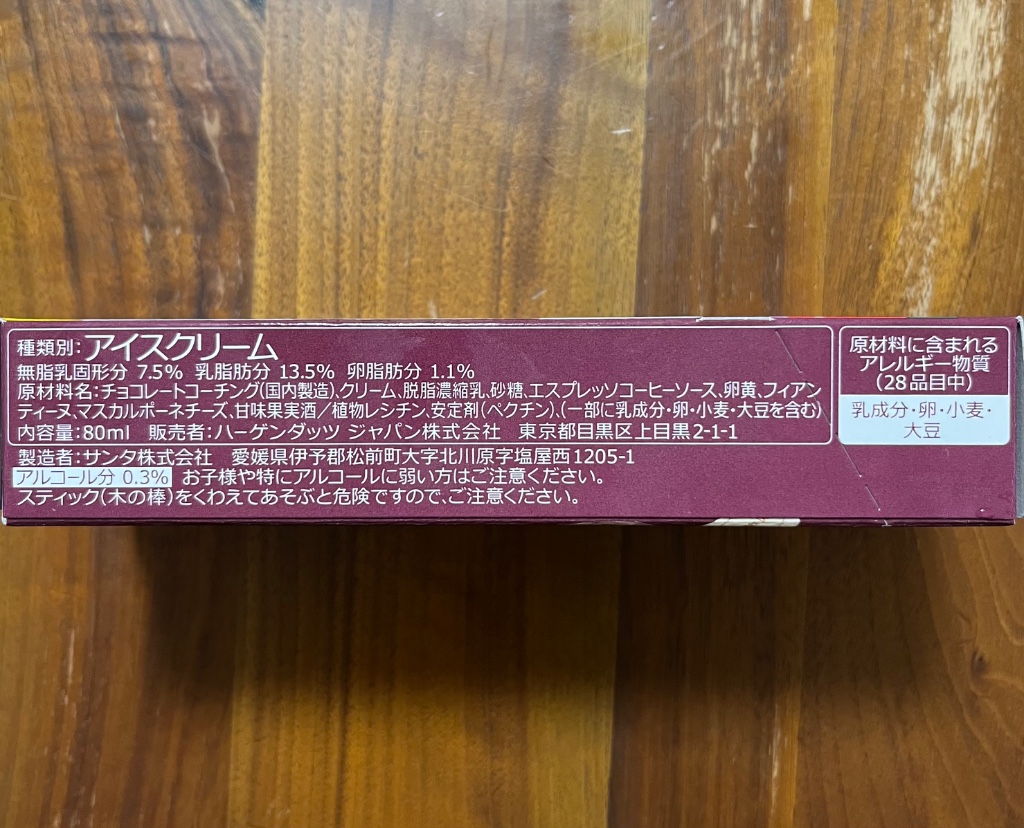 種類別：アイスクリーム
無脂乳固形分 7.5% 乳脂肪分 13.5% 卵脂肪分 1.1%
原材料名：チョコレートコーチング（国内製造）、クリーム、脱脂濃縮乳、砂糖、エスプレッソコーヒーソース、卵黄、フィアン
ティーヌ、マスカルポーネチーズ、甘味果実酒／植物レシチン、安定剤（ペクチン）、（一部に乳成分・卵・小麦・大豆を含む）
内容量：80ml 販売者：ハーゲンダッツ ジャパン株式会社 東京都目黒区上目黒2-1-1
製造者：サンタ株式会社 愛媛県伊予郡松前町大字北川原字塩屋西1205-1
アルコール分 0.3% お子様や特にアルコールに弱い方はご注意ください。
スティック（木の棒）をくわえてあそぶと危険ですので、ご注意ください。
原材料に含まれる
アレルギー物質
（28品目中）
乳成分・卵・小麦・
大豆